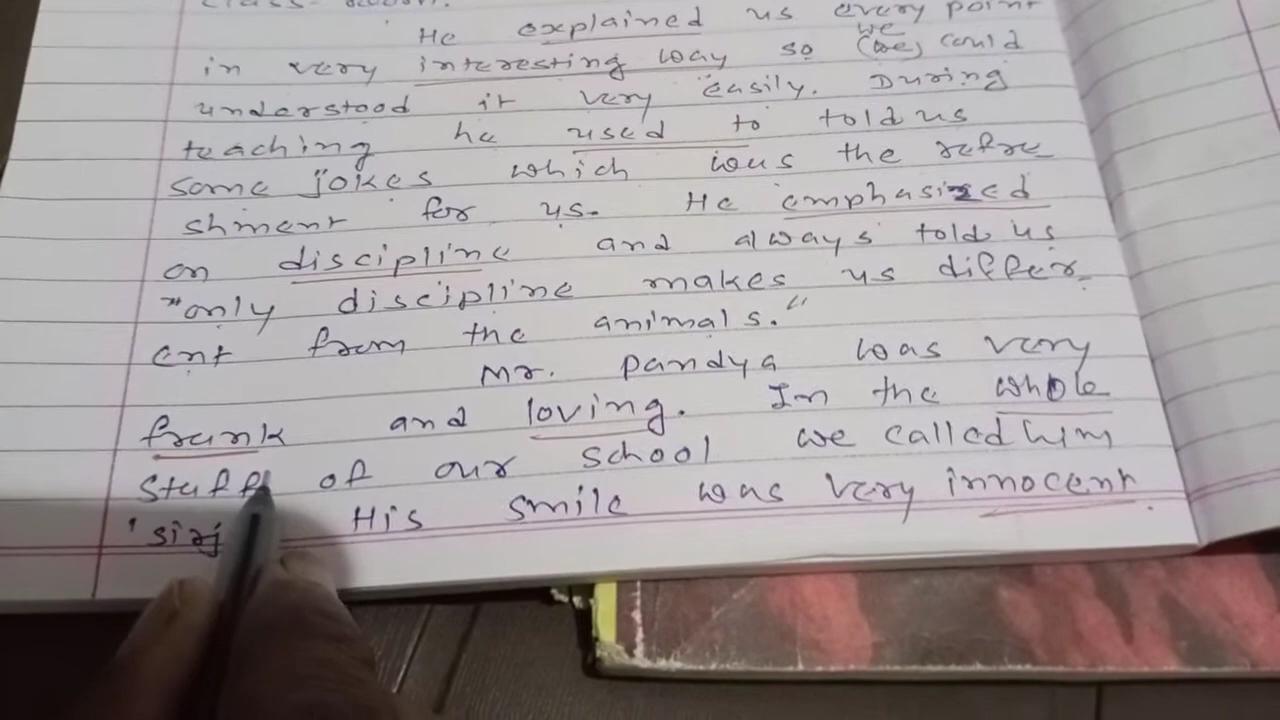 class-room.
He explained us every point
we
in very interesting way so (we) could
understood it very easily. During
teaching he used to told us
some jokes which was the refre
shment for us. He emphasized
on discipline and always told us
"only discipline makes us differ
ent from the animals."
Mr. Pandya was very
frank and loving. In the whole
staff of our school we called him
'sir' His smile was very innocent.